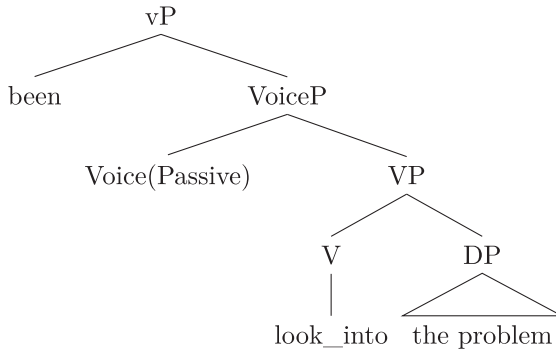 vP
been VoiceP
Voice(Passive) VP
V DP
look_into the problem